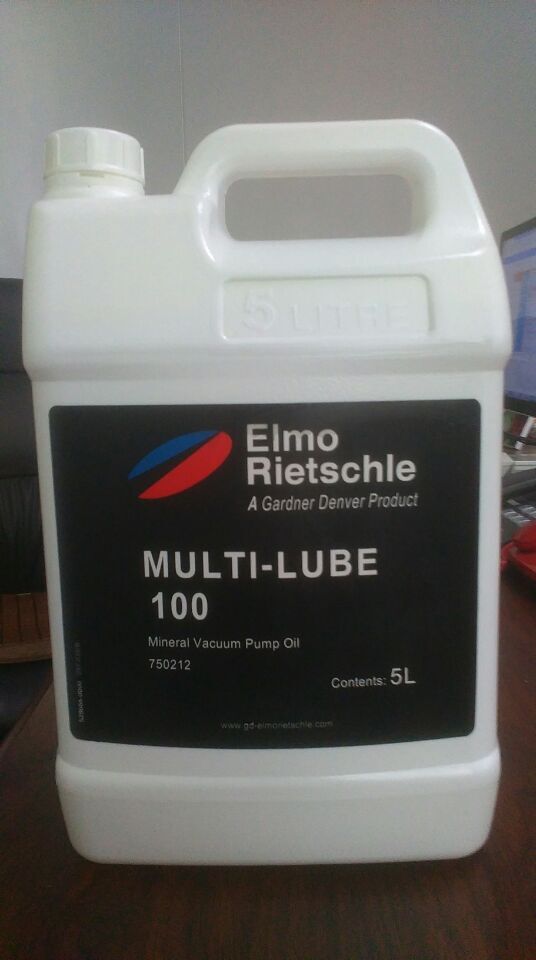 5 LITRE
Elmo
Rietschle
A Gardner Denver Product
MULTI-LUBE
100
Mineral Vacuum Pump Oil
750212
Contents: 5L
www.gd-elmorietschle.com